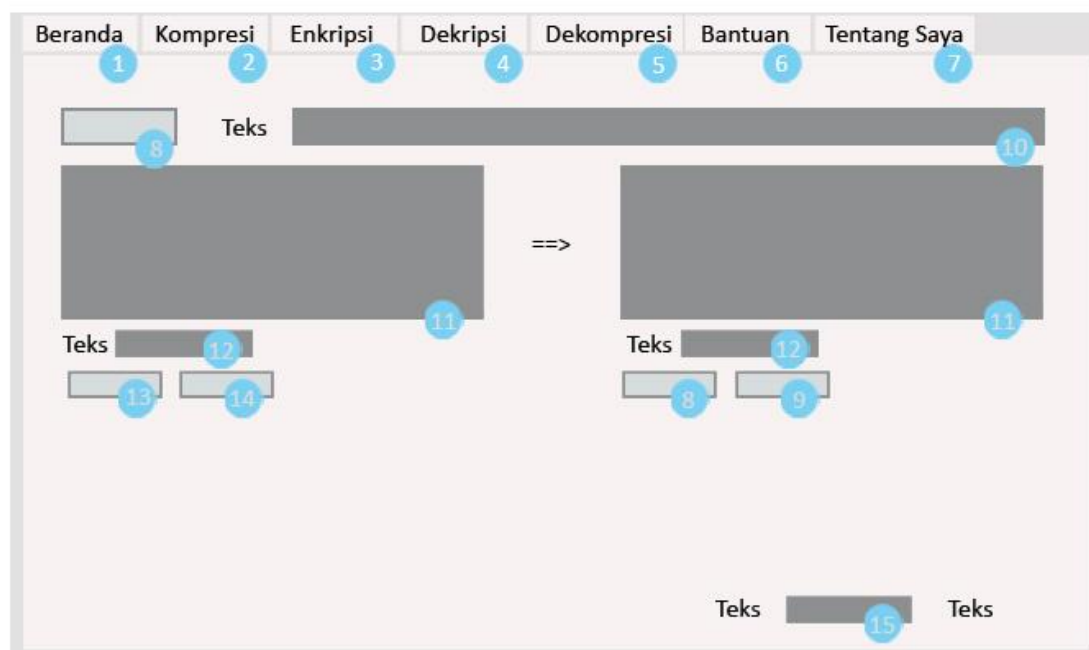 Beranda Kompresi Enkripsi Dekripsi Dekompresi Bantuan Tentang Saya
1 2 3 4 5 6 7
Teks
8 10
==>
11 11
Teks 12 Teks 12
13 14 8 9
Teks 15 Teks